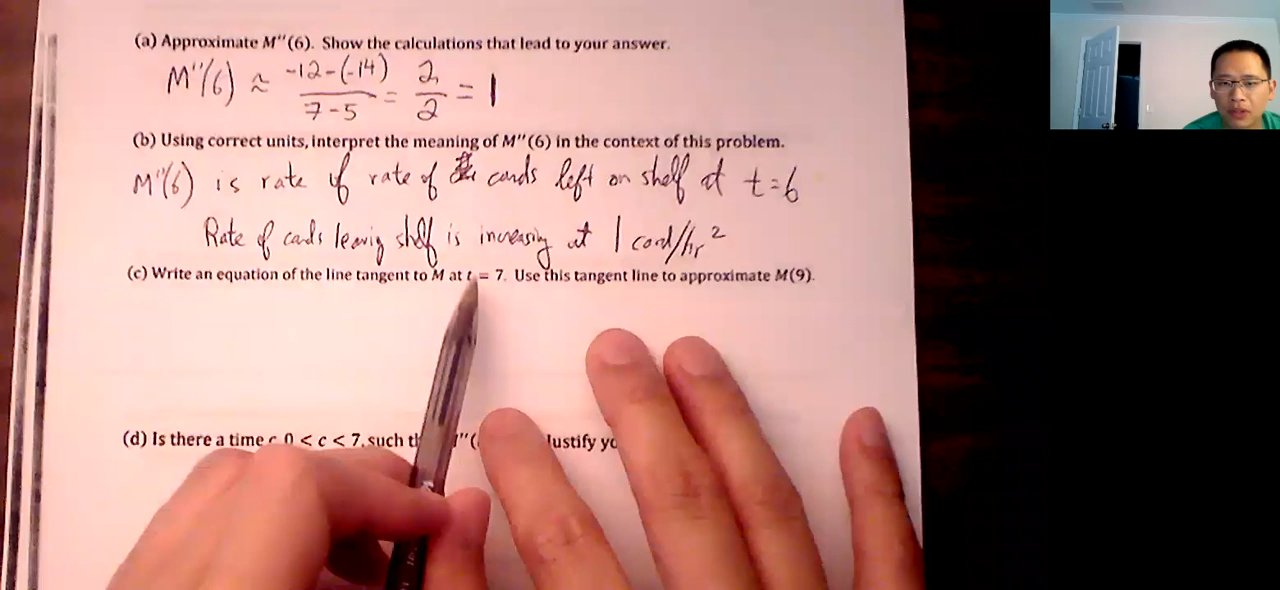 (a) Approximate M''(6). Show the calculations that lead to your answer.
M''(6) ≈ -12-(-14) / 7-5 = 2/2 = 1
(b) Using correct units, interpret the meaning of M''(6) in the context of this problem.
M''(6) is rate of rate of cards left on shelf at t=6
Rate of cards leaving shelf is increasing at 1 card/hr²
(c) Write an equation of the line tangent to M at t = 7. Use this tangent line to approximate M(9).
(d) Is there a time c, 0 < c < 7, such